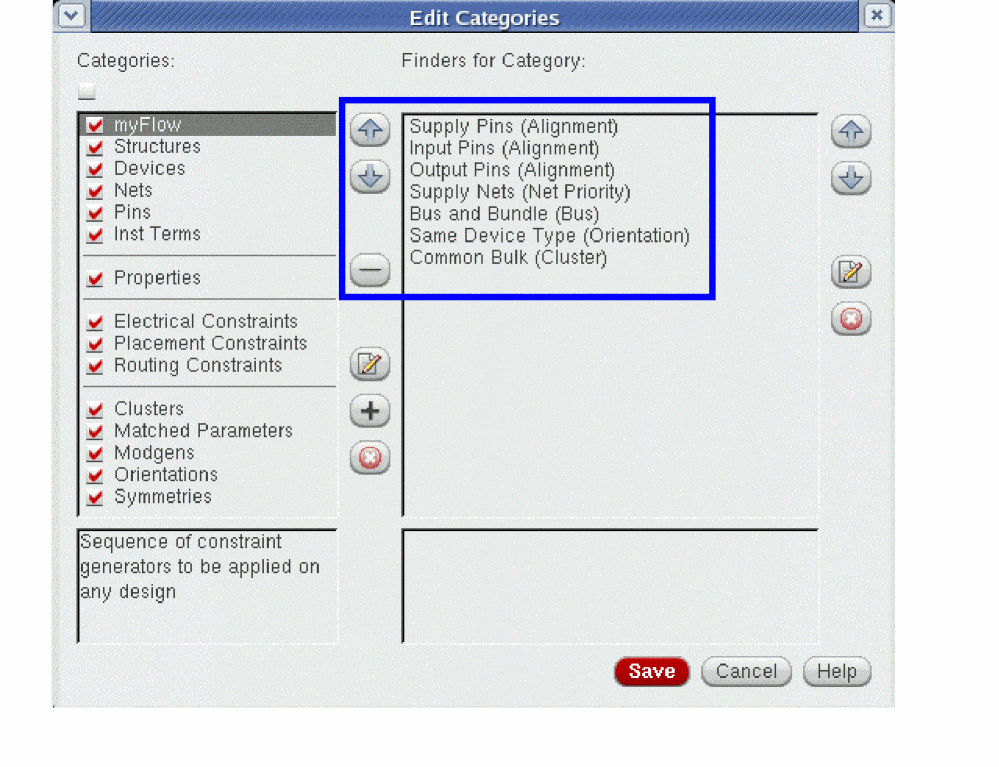 Edit Categories
Categories:
Finders for Category:
myFlow
Structures
Devices
Nets
Pins
Inst Terms
Properties
Electrical Constraints
Placement Constraints
Routing Constraints
Clusters
Matched Parameters
Modgens
Orientations
Symmetries
Supply Pins (Alignment)
Input Pins (Alignment)
Output Pins (Alignment)
Supply Nets (Net Priority)
Bus and Bundle (Bus)
Same Device Type (Orientation)
Common Bulk (Cluster)
Sequence of constraint
generators to be applied on
any design
Save
Cancel
Help